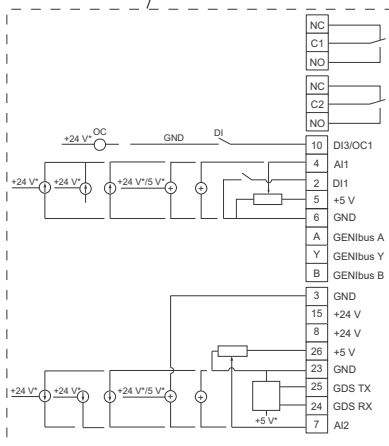 NC
C1
NO
NC
C2
NO
+24 V* OC GND DI 10 DI3/OC1
4 AI1
+24 V* +24 V* +24 V*/5 V* 2 DI1
5 +5 V
6 GND
A GENIbus A
Y GENIbus Y
B GENIbus B
3 GND
15 +24 V
8 +24 V
26 +5 V
23 GND
25 GDS TX
+24 V* +24 V* +24 V*/5 V* 24 GDS RX
+5 V* 7 AI2